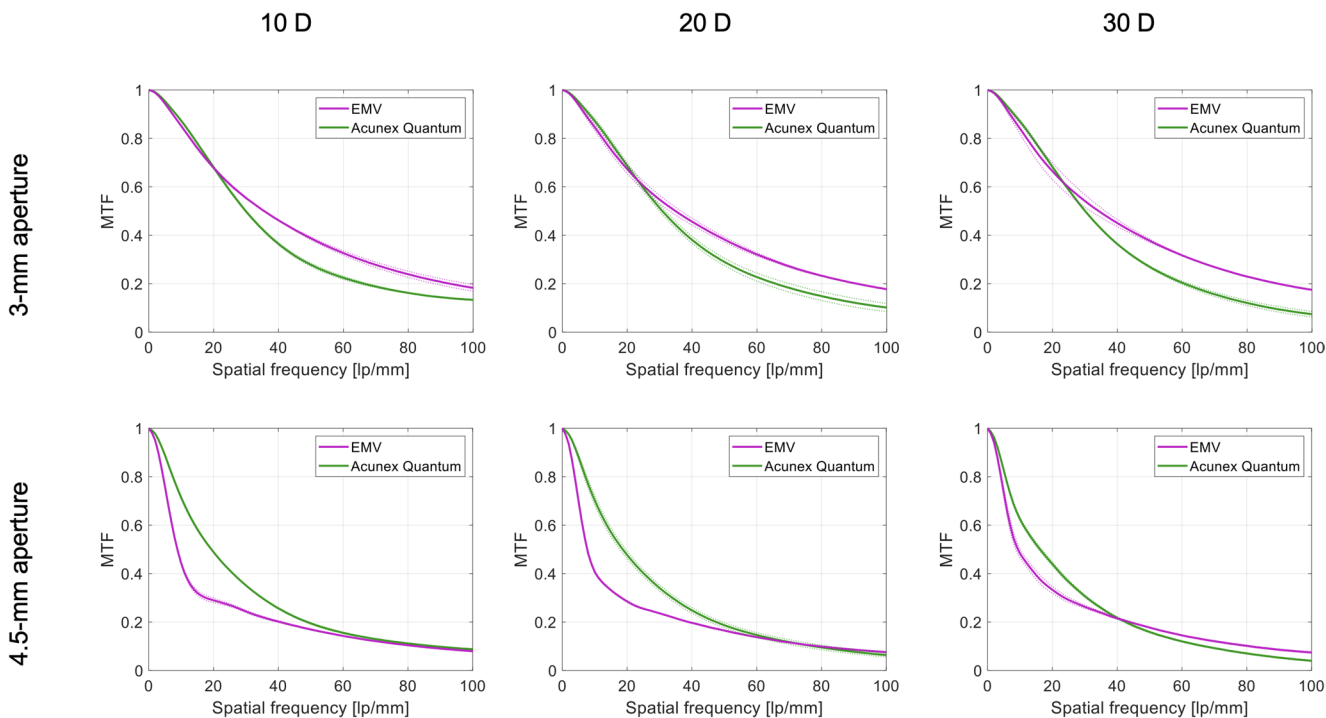 10 D
20 D
30 D
3-mm aperture
MTF
1
0.8
0.6
0.4
0.2
0
EMV
Acunex Quantum
0 20 40 60 80 100
Spatial frequency [lp/mm]
MTF
1
0.8
0.6
0.4
0.2
0
EMV
Acunex Quantum
0 20 40 60 80 100
Spatial frequency [lp/mm]
MTF
1
0.8
0.6
0.4
0.2
0
EMV
Acunex Quantum
0 20 40 60 80 100
Spatial frequency [lp/mm]
4.5-mm aperture
MTF
1
0.8
0.6
0.4
0.2
0
EMV
Acunex Quantum
0 20 40 60 80 100
Spatial frequency [lp/mm]
MTF
1
0.8
0.6
0.4
0.2
0
EMV
Acunex Quantum
0 20 40 60 80 100
Spatial frequency [lp/mm]
MTF
1
0.8
0.6
0.4
0.2
0
EMV
Acunex Quantum
0 20 40 60 80 100
Spatial frequency [lp/mm]